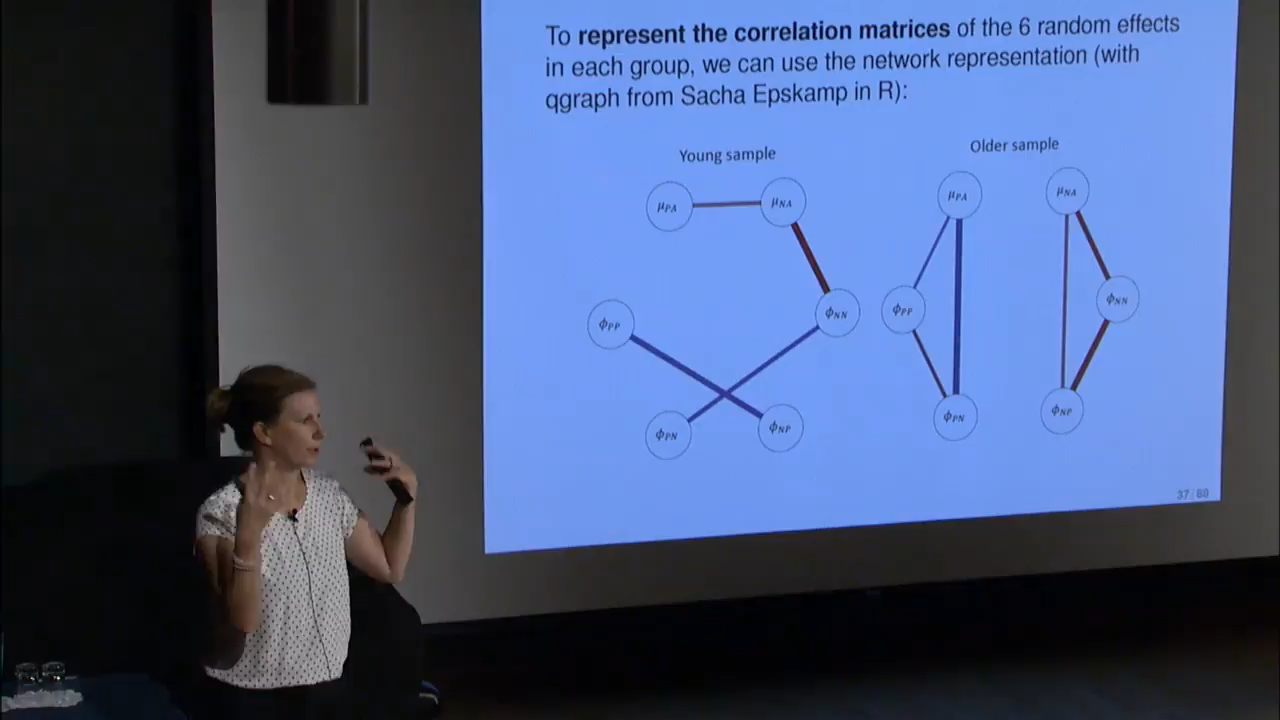 To represent the correlation matrices of the 6 random effects
in each group, we can use the network representation (with
qgraph from Sacha Epskamp in R):
Young sample
Older sample
μPA
μNA
ϕPP
ϕNN
ϕPN
ϕNP
μPA
μNA
ϕPP
ϕNN
ϕPN
ϕNP
37/80